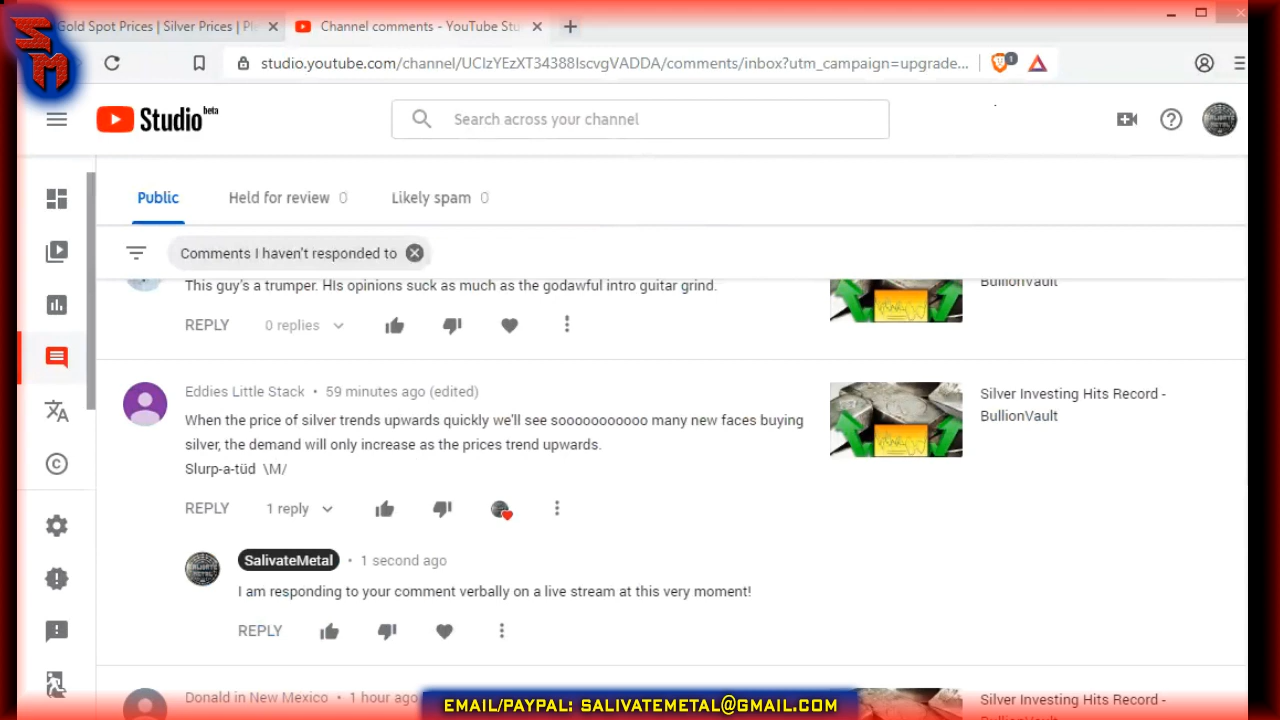 Gold Spot Prices | Silver Prices |
Channel comments - YouTube Stu
studio.youtube.com/channel/UCIzYEzXT34388IscvgVADDA/comments/inbox?utm_campaign=upgrade...
1
SM
Studio beta
Search across your channel
Public
Held for review 0
Likely spam 0
Comments I haven't responded to
This guy's a trumper. HIs opinions suck as much as the godawful intro guitar grind.
BullionVault
REPLY 0 replies
Eddies Little Stack • 59 minutes ago (edited)
Silver Investing Hits Record -
BullionVault
When the price of silver trends upwards quickly we'll see sooooooooooo many new faces buying
silver, the demand will only increase as the prices trend upwards.
Slurp-a-tüd \M/
REPLY 1 reply
SalivateMetal • 1 second ago
I am responding to your comment verbally on a live stream at this very moment!
REPLY
Donald in New Mexico • 1 hour ago
Silver Investing Hits Record -
EMAIL/PAYPAL: SALIVATEMETAL@GMAIL.COM